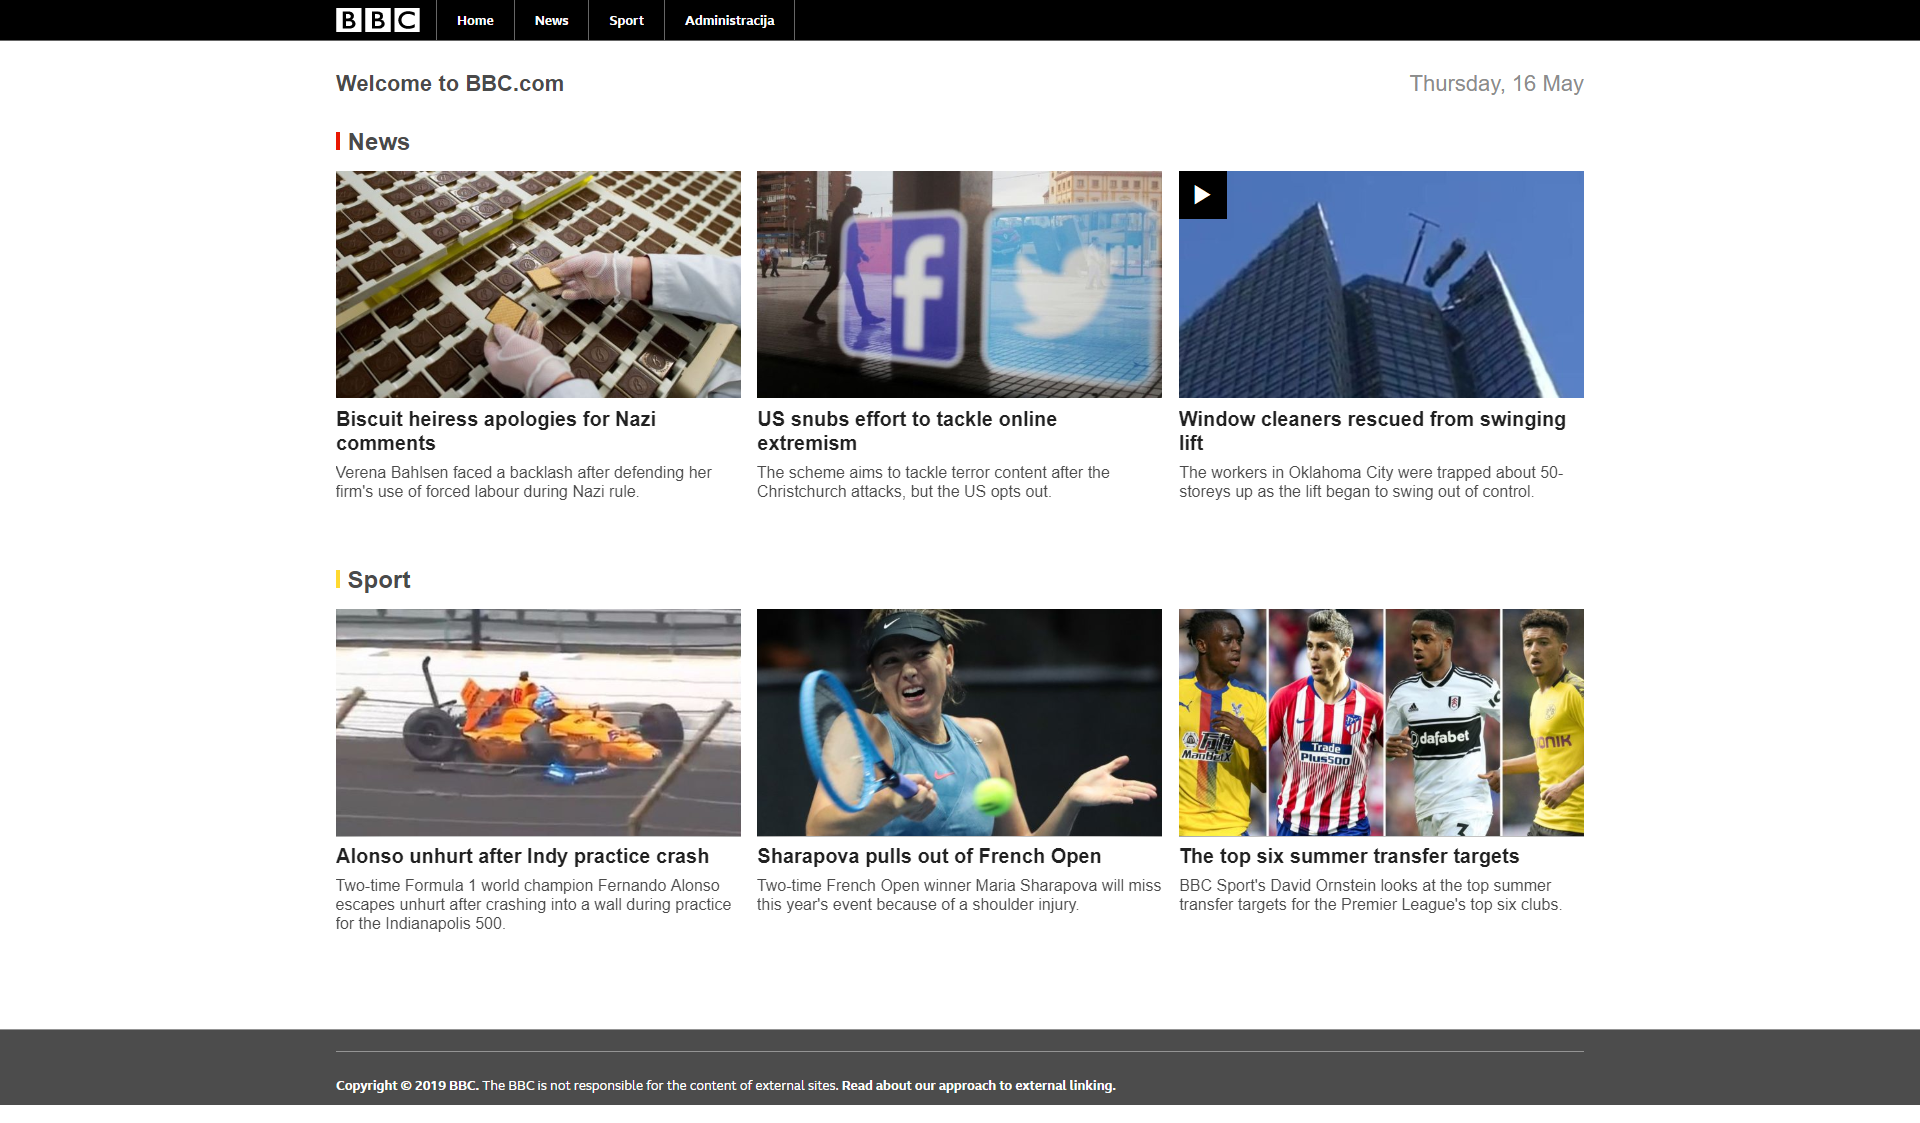 BBC Home News Sport Administracija
Welcome to BBC.com
Thursday, 16 May
News
Biscuit heiress apologies for Nazi
comments
Verena Bahlsen faced a backlash after defending her
firm's use of forced labour during Nazi rule.
US snubs effort to tackle online
extremism
The scheme aims to tackle terror content after the
Christchurch attacks, but the US opts out.
Window cleaners rescued from swinging
lift
The workers in Oklahoma City were trapped about 50-
storeys up as the lift began to swing out of control.
Sport
ManbetX
Trade
Plus500
dafabet
3
Alonso unhurt after Indy practice crash
Two-time Formula 1 world champion Fernando Alonso
escapes unhurt after crashing into a wall during practice
for the Indianapolis 500.
Sharapova pulls out of French Open
Two-time French Open winner Maria Sharapova will miss
this year's event because of a shoulder injury.
The top six summer transfer targets
BBC Sport's David Ornstein looks at the top summer
transfer targets for the Premier League's top six clubs.
Copyright © 2019 BBC. The BBC is not responsible for the content of external sites. Read about our approach to external linking.